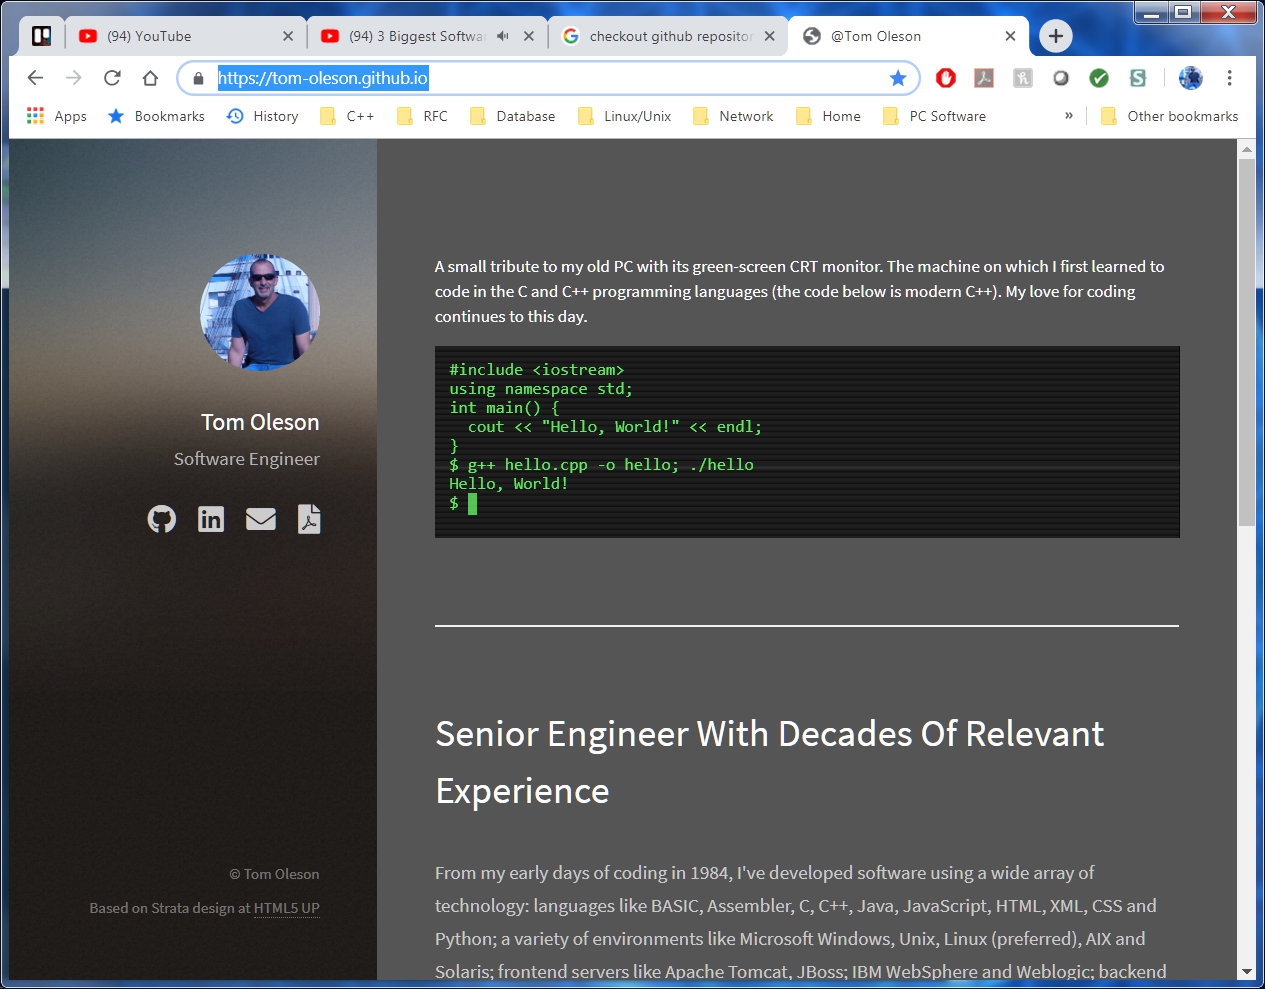 (94) YouTube
(94) 3 Biggest Softwa
checkout github repositor
@Tom Oleson
https://tom-oleson.github.io
Apps Bookmarks History C++ RFC Database Linux/Unix Network Home PC Software » Other bookmarks
Tom Oleson
Software Engineer
© Tom Oleson
Based on Strata design at HTML5 UP
A small tribute to my old PC with its green-screen CRT monitor. The machine on which I first learned to
code in the C and C++ programming languages (the code below is modern C++). My love for coding
continues to this day.
#include <iostream>
using namespace std;
int main() {
  cout << "Hello, World!" << endl;
}
$ g++ hello.cpp -o hello; ./hello
Hello, World!
$
Senior Engineer With Decades Of Relevant
Experience
From my early days of coding in 1984, I've developed software using a wide array of
technology: languages like BASIC, Assembler, C, C++, Java, JavaScript, HTML, XML, CSS and
Python; a variety of environments like Microsoft Windows, Unix, Linux (preferred), AIX and
Solaris; frontend servers like Apache Tomcat, JBoss; IBM WebSphere and Weblogic; backend